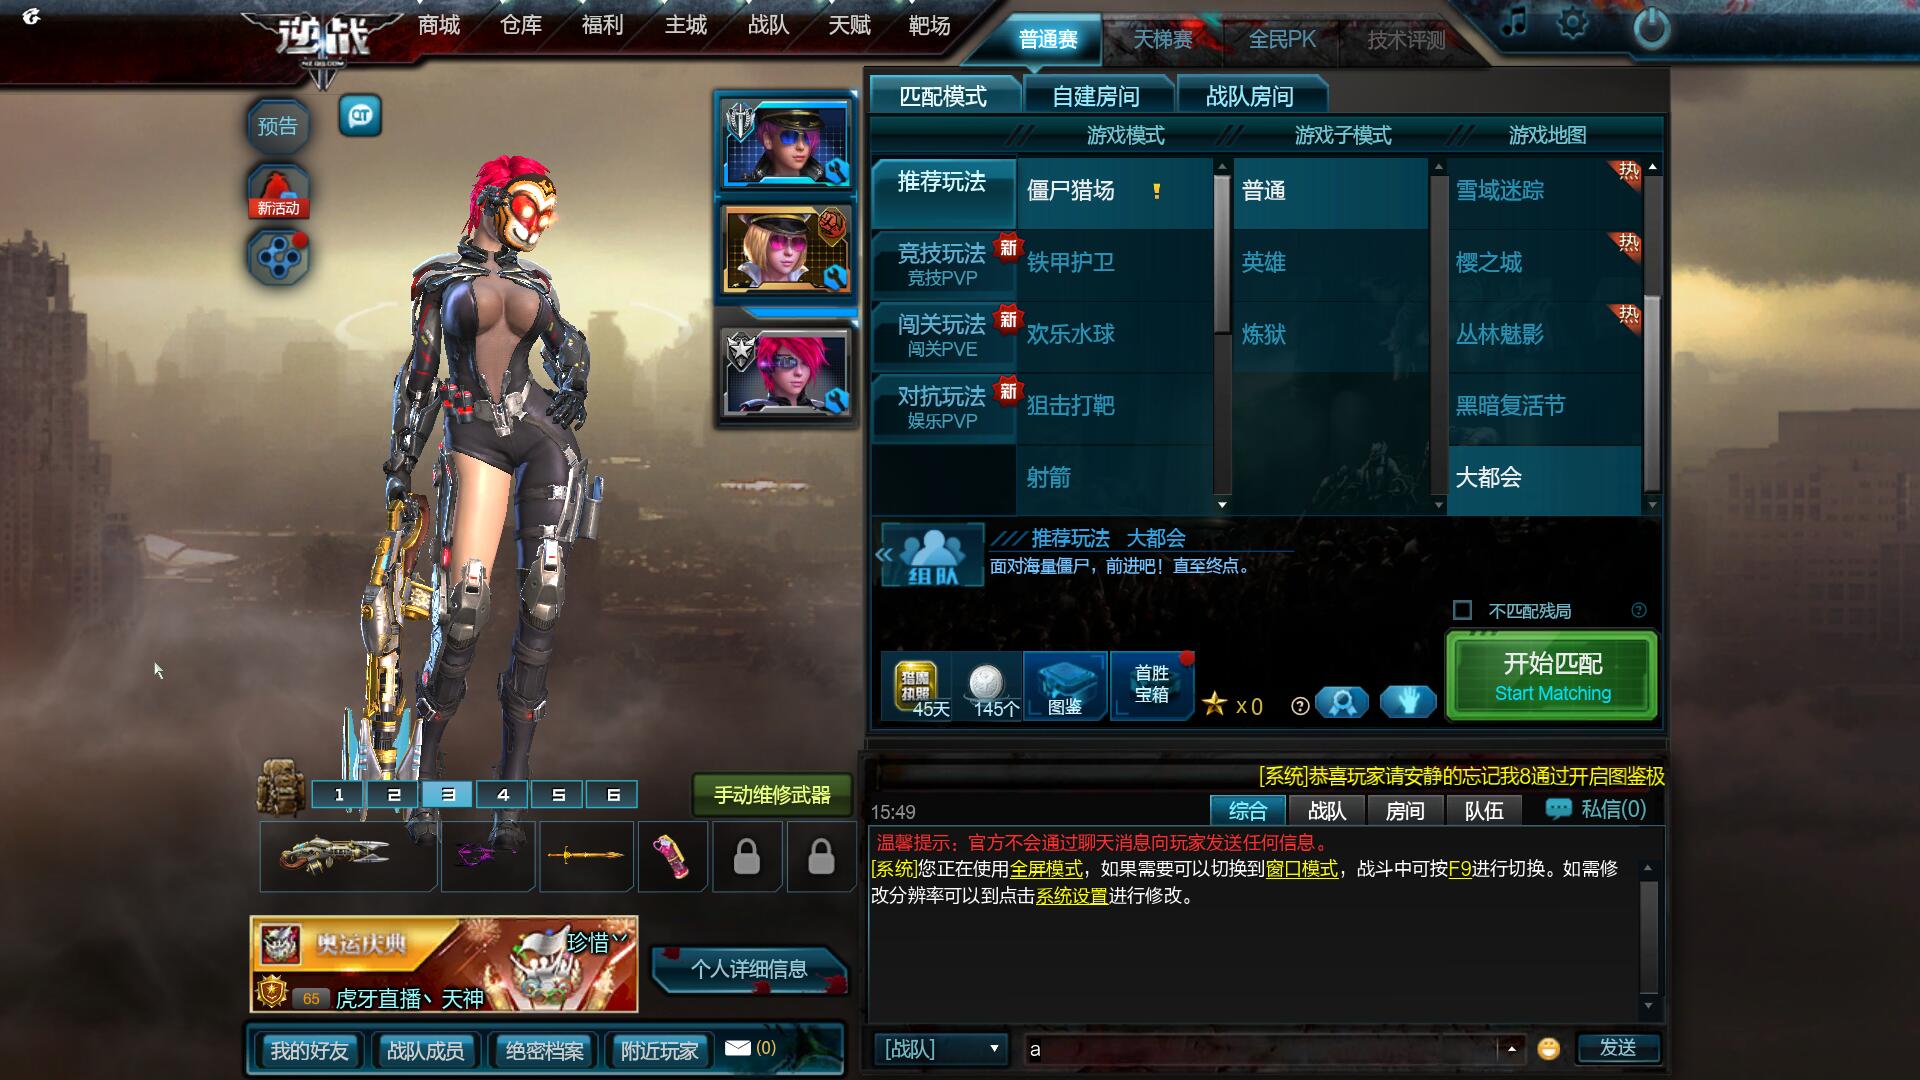 逆战
NZ.QQ.COM
商城 仓库 福利 主城 战队 天赋 靶场
普通赛 天梯赛 全民PK 技术评测
预告
新活动
匹配模式 自建房间 战队房间
游戏模式 游戏子模式 游戏地图
推荐玩法 僵尸猎场 ! 普通 雪域迷踪 热
竞技玩法 新 铁甲护卫 英雄 樱之城 热
竞技PVP
闯关玩法 新 欢乐水球 炼狱 丛林魅影 热
闯关PVE
对抗玩法 新 狙击打靶 黑暗复活节
娱乐PVP
射箭 大都会
组队
推荐玩法 大都会
面对海量僵尸，前进吧！直至终点。
不匹配残局 ?
开始匹配
Start Matching
猎魔执照 45天 145个 图鉴 首胜宝箱 x0 ?
1 2 3 4 5 6
手动维修武器
[系统]恭喜玩家请安静的忘记我8通过开启图鉴极
15:49 综合 战队 房间 队伍 私信(0)
温馨提示：官方不会通过聊天消息向玩家发送任何信息。
[系统]您正在使用全屏模式，如果需要可以切换到窗口模式，战斗中可按F9进行切换。如需修
改分辨率可以到点击系统设置进行修改。
奥运庆典 珍惜丫
65 虎牙直播丶天神
个人详细信息
我的好友 战队成员 绝密档案 附近玩家 (0)
[战队] a 发送